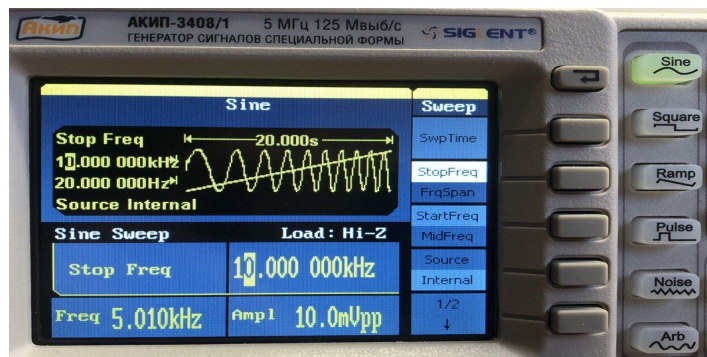 АКИП
АКИП-3408/1 5 МГц 125 Мвыб/с
ГЕНЕРАТОР СИГНАЛОВ СПЕЦИАЛЬНОЙ ФОРМЫ
SIGLENT®
Sine
Sweep
Stop Freq 20.000s
10.000 000kHz
20.000 000Hz
Source Internal
Sine Sweep Load: Hi-Z
Stop Freq 10.000 000kHz
Freq 5.010kHz Ampl 10.0mVpp
SwpTime
StopFreq
FrqSpan
StartFreq
MidFreq
Source
Internal
1/2
↓
Sine
Square
Ramp
Pulse
Noise
Arb